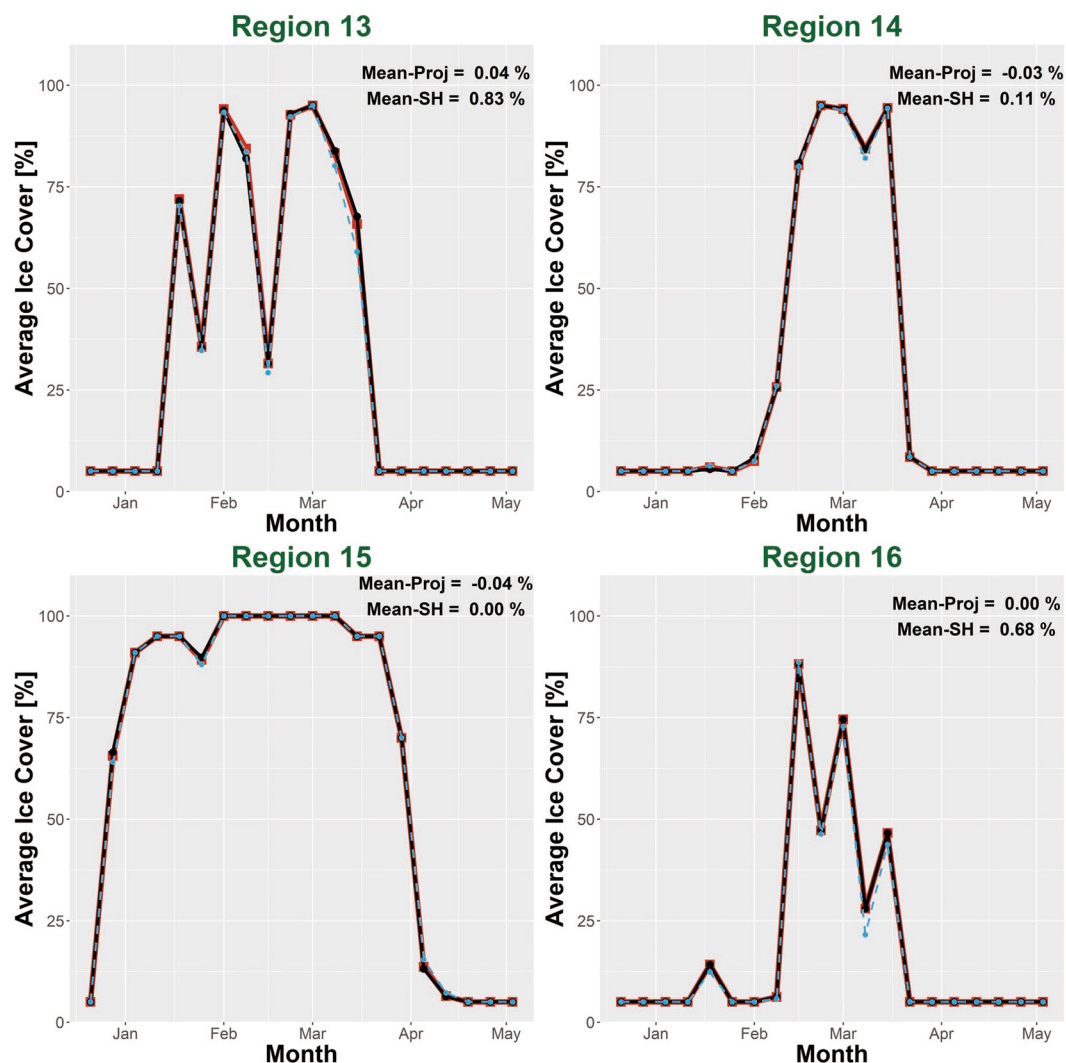 Region 13
Mean-Proj = 0.04 %
Mean-SH = 0.83 %
Average Ice Cover [%]
100
75
50
25
0
Jan Feb Mar Apr May
Month
Region 14
Mean-Proj = -0.03 %
Mean-SH = 0.11 %
Average Ice Cover [%]
100
75
50
25
0
Jan Feb Mar Apr May
Month
Region 15
Mean-Proj = -0.04 %
Mean-SH = 0.00 %
Average Ice Cover [%]
100
75
50
25
0
Jan Feb Mar Apr May
Month
Region 16
Mean-Proj = 0.00 %
Mean-SH = 0.68 %
Average Ice Cover [%]
100
75
50
25
0
Jan Feb Mar Apr May
Month